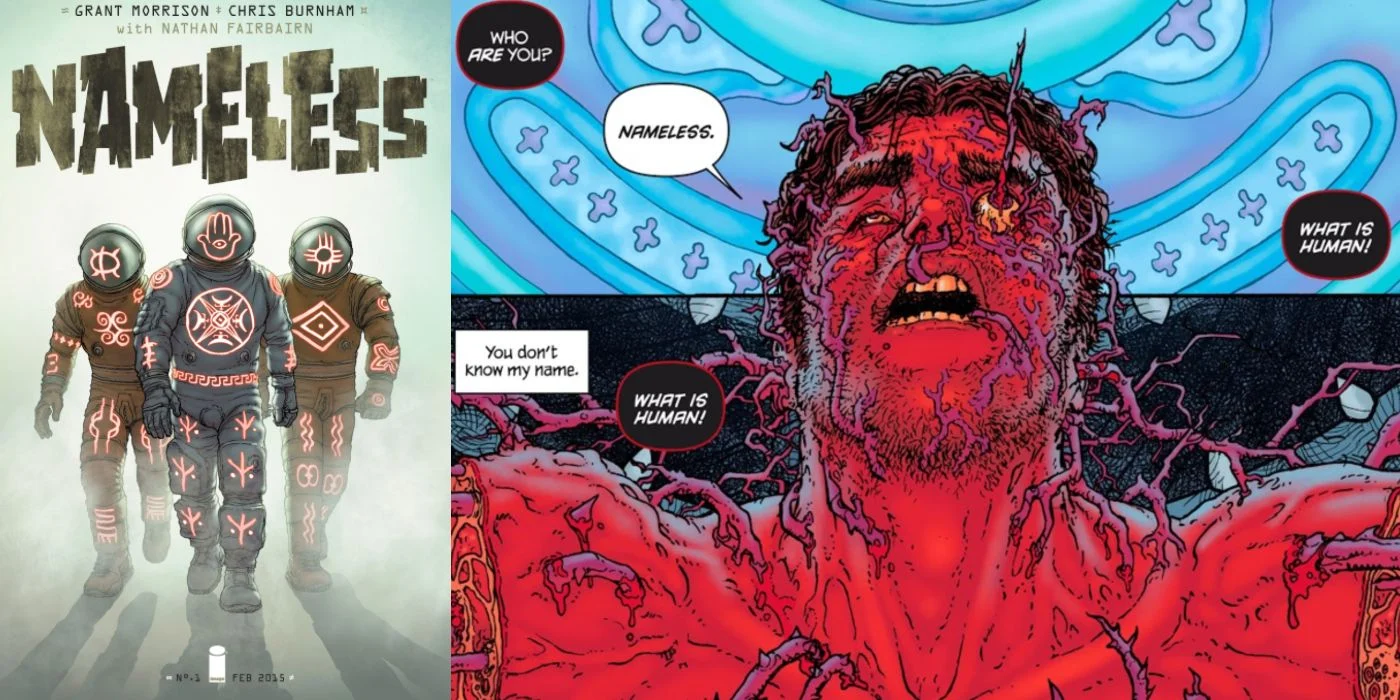 GRANT MORRISON ‡ CHRIS BURNHAM
with NATHAN FAIRBAIRN
NAMELESS
Nº.1 image FEB 2015
WHO
ARE YOU?
NAMELESS.
WHAT IS
HUMAN!
You don't
know my name.
WHAT IS
HUMAN!